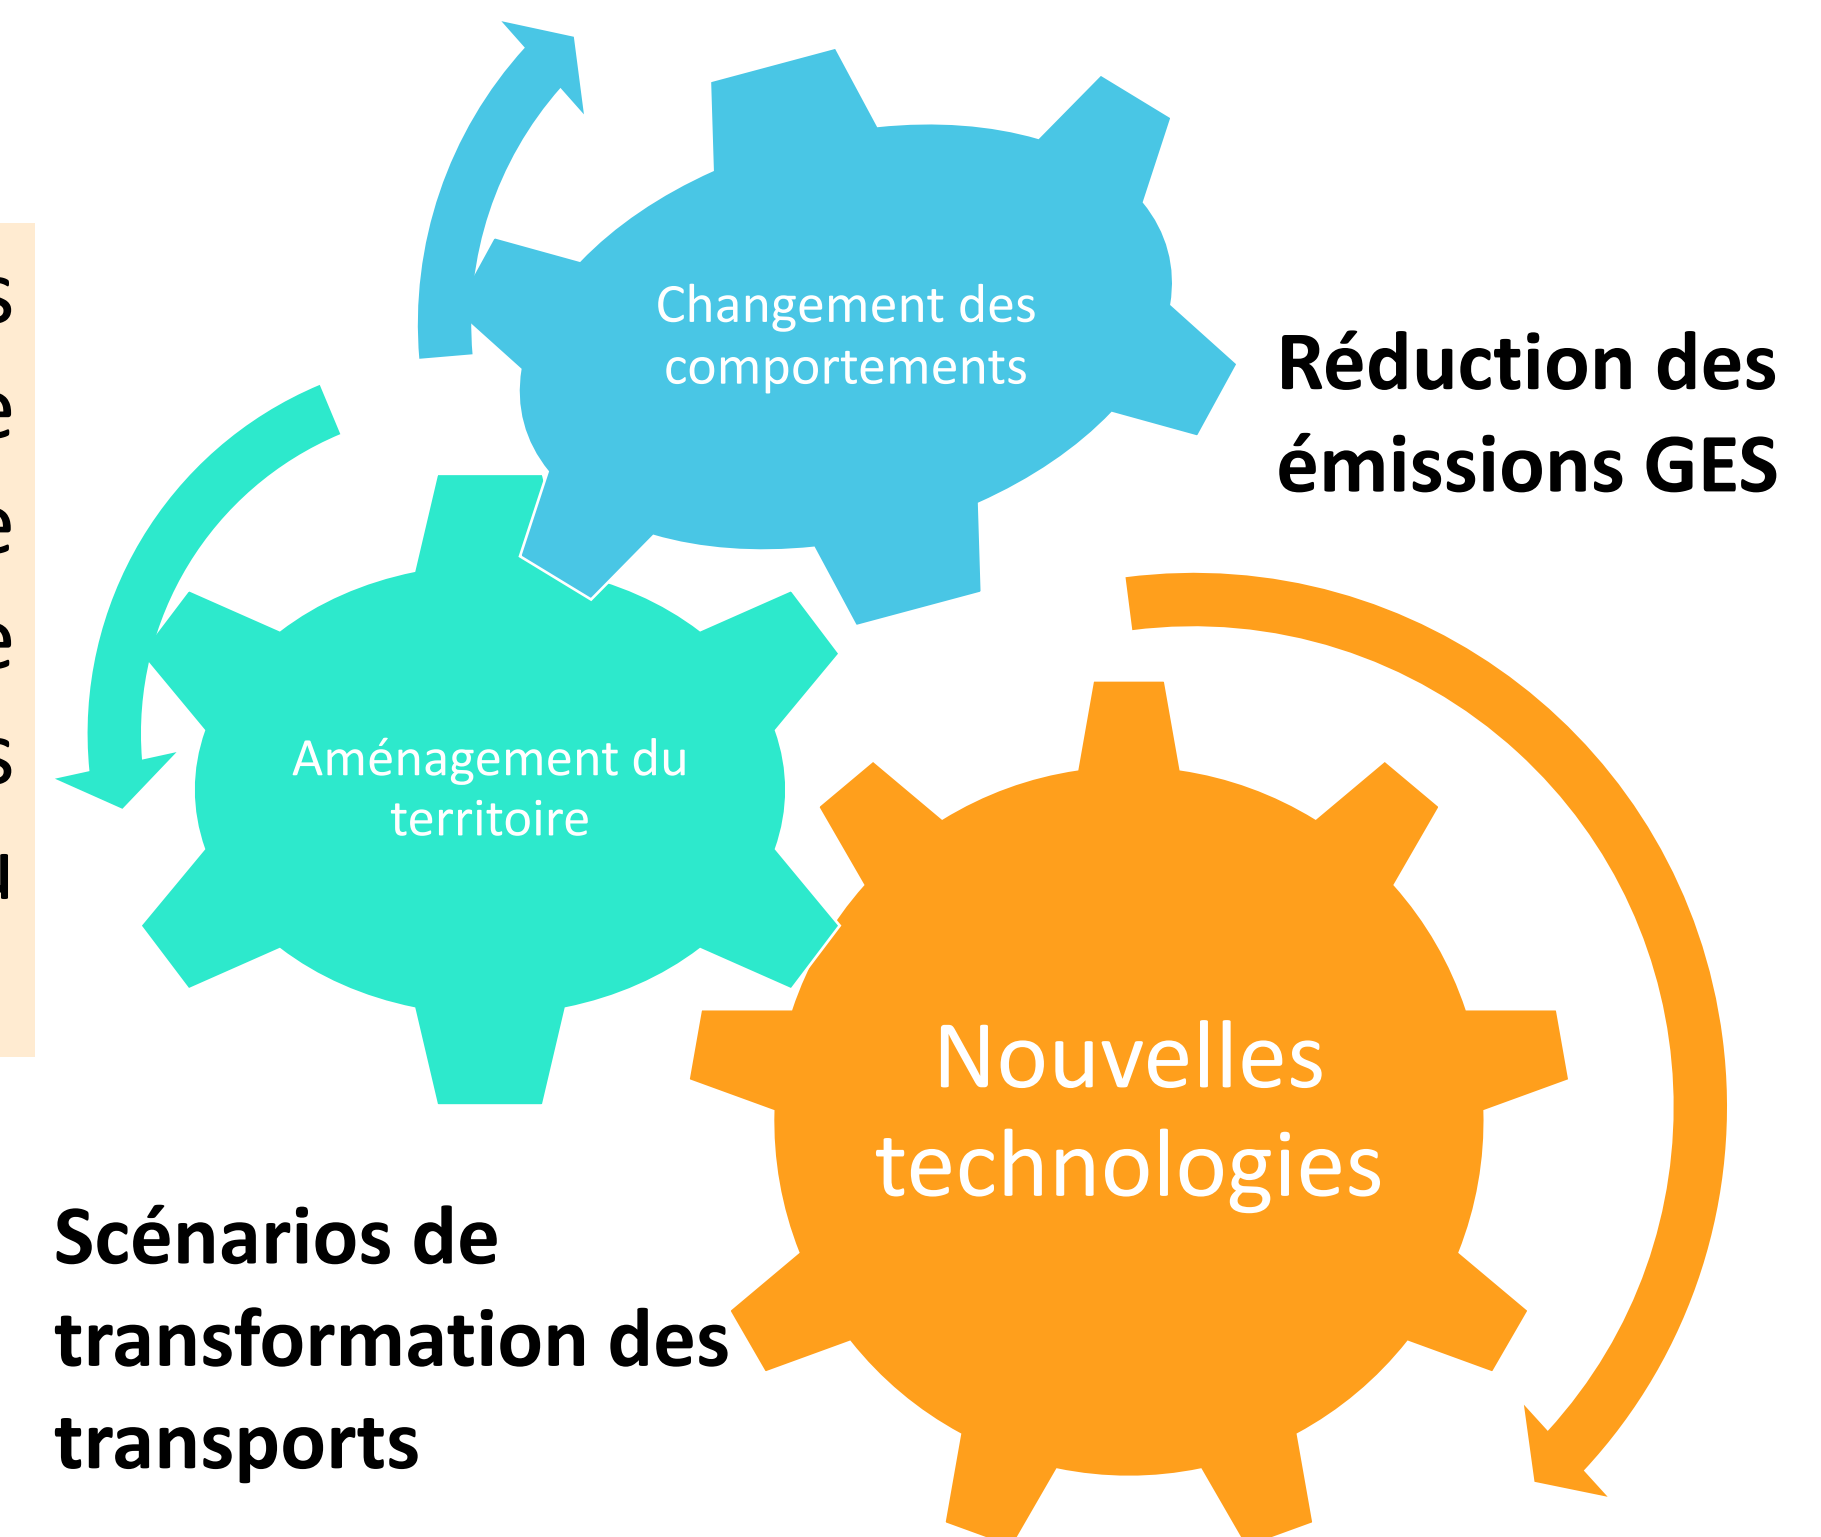 Changement des
comportements
Réduction des
émissions GES
Aménagement du
territoire
Nouvelles
technologies
Scénarios de
transformation des
transports